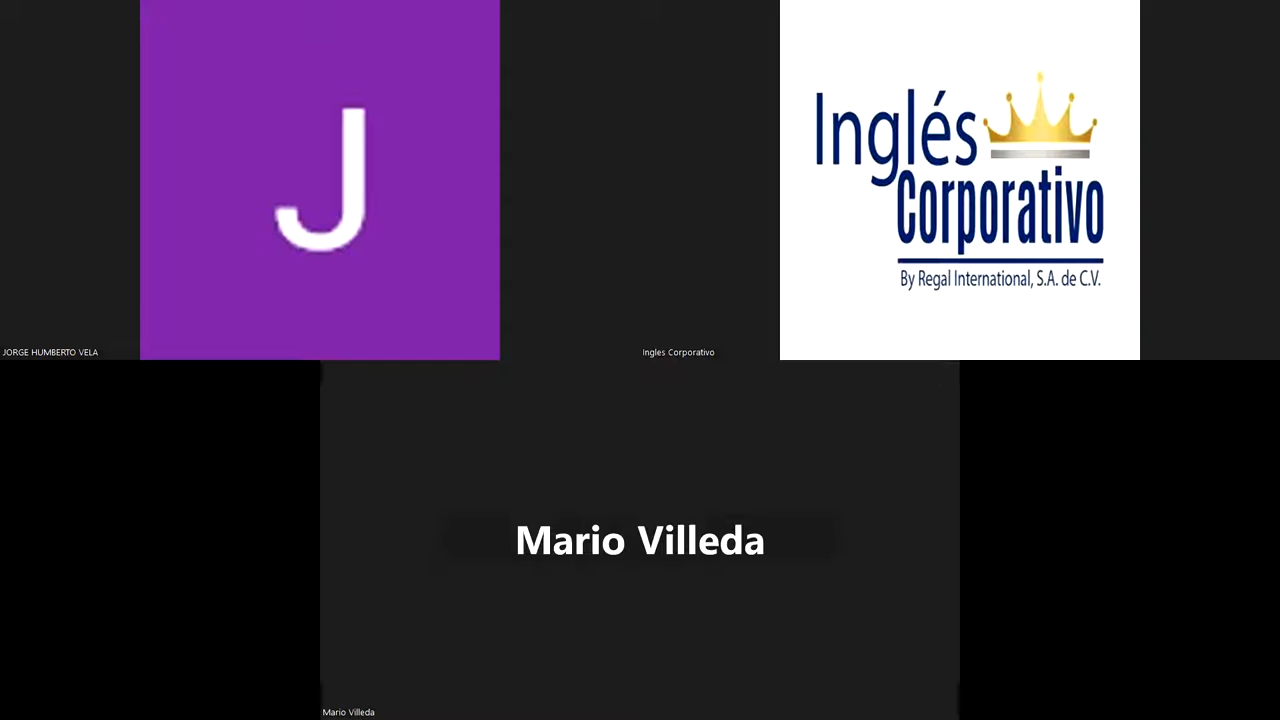 J
Inglés
Corporativo
By Regal International, S.A. de C.V.
JORGE HUMBERTO VELA
Ingles Corporativo
Mario Villeda
Mario Villeda